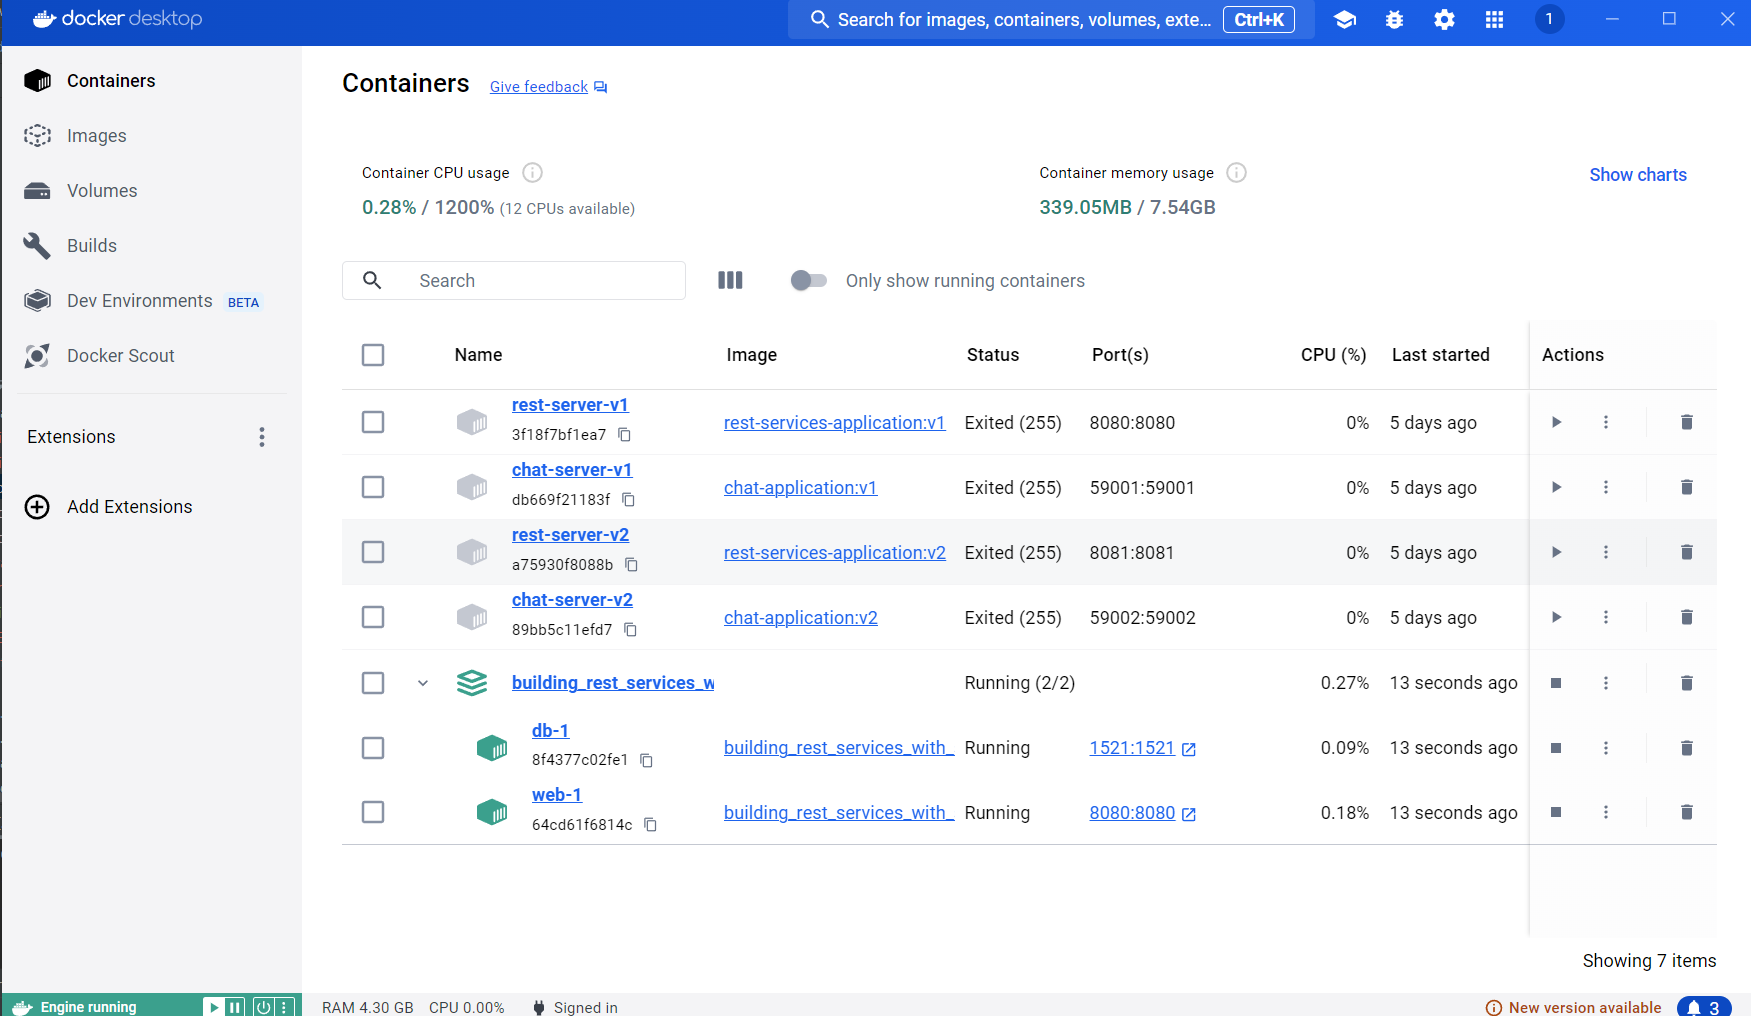 docker desktop
Search for images, containers, volumes, exte... Ctrl+K
1
Containers
Images
Volumes
Builds
Dev Environments BETA
Docker Scout
Extensions
Add Extensions
Containers Give feedback
Container CPU usage
0.28% / 1200% (12 CPUs available)
Container memory usage
339.05MB / 7.54GB
Show charts
Search
Only show running containers
Name Image Status Port(s) CPU (%) Last started Actions
rest-server-v1
3f18f7bf1ea7
rest-services-application:v1 Exited (255) 8080:8080 0% 5 days ago
chat-server-v1
db669f21183f
chat-application:v1 Exited (255) 59001:59001 0% 5 days ago
rest-server-v2
a75930f8088b
rest-services-application:v2 Exited (255) 8081:8081 0% 5 days ago
chat-server-v2
89bb5c11efd7
chat-application:v2 Exited (255) 59002:59002 0% 5 days ago
building_rest_services_w Running (2/2) 0.27% 13 seconds ago
db-1
8f4377c02fe1
building_rest_services_with_ Running 1521:1521 0.09% 13 seconds ago
web-1
64cd61f6814c
building_rest_services_with_ Running 8080:8080 0.18% 13 seconds ago
Showing 7 items
Engine running
RAM 4.30 GB CPU 0.00% Signed in
New version available 3